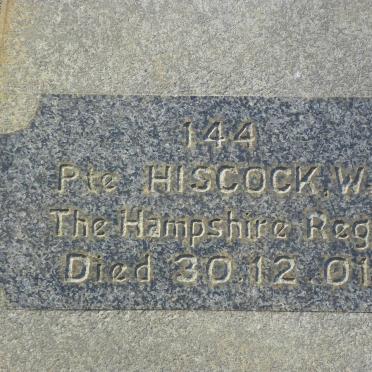 144
Pte HISCOCK, W.
The Hampshire Reg
Died 30.12.01